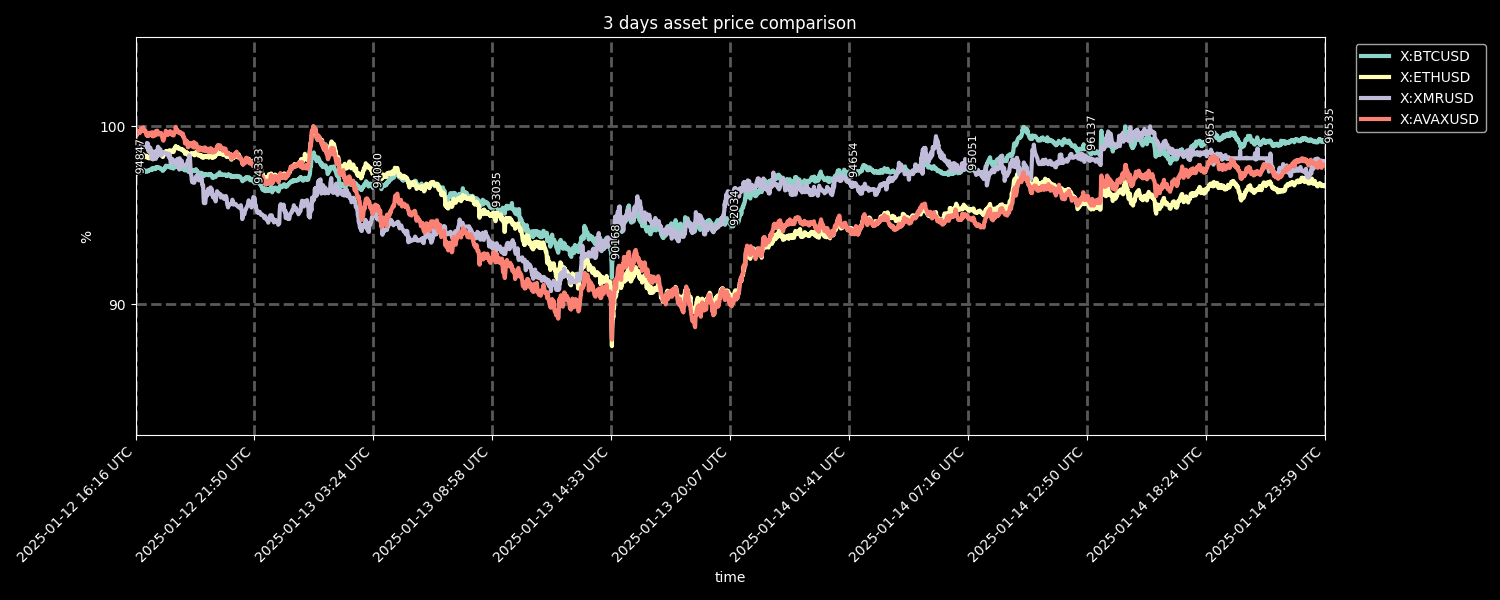 3 days asset price comparison
X:BTCUSD
X:ETHUSD
X:XMRUSD
X:AVAXUSD
100
90
%
94847
94333
94080
93035
90168
92034
94654
95051
96137
96517
96535
2025-01-12 16:16 UTC
2025-01-12 21:50 UTC
2025-01-13 03:24 UTC
2025-01-13 08:58 UTC
2025-01-13 14:33 UTC
2025-01-13 20:07 UTC
2025-01-14 01:41 UTC
2025-01-14 07:16 UTC
2025-01-14 12:50 UTC
2025-01-14 18:24 UTC
2025-01-14 23:59 UTC
time